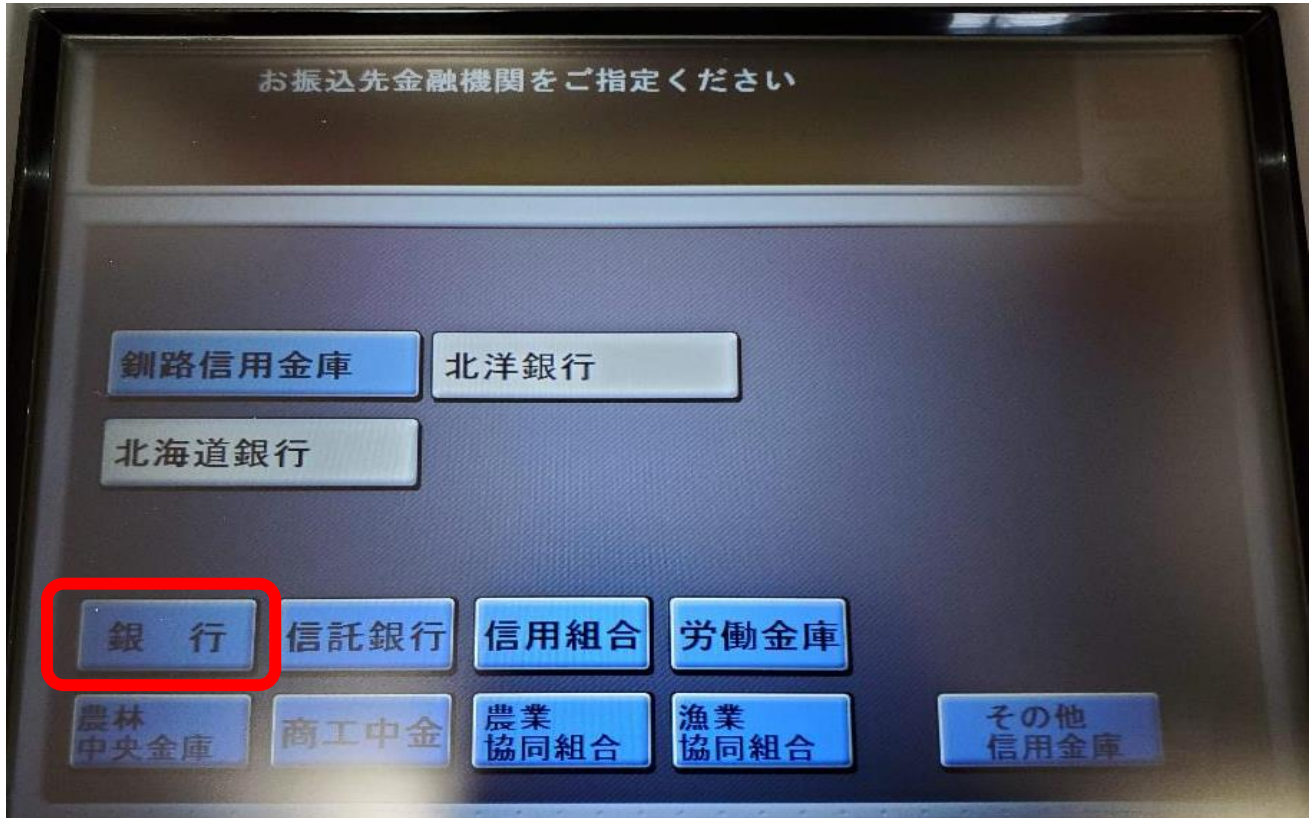 お振込先金融機関をご指定ください
釧路信用金庫
北洋銀行
北海道銀行
銀 行
信託銀行
信用組合
労働金庫
農林
中央金庫
商工中金
農業
協同組合
漁業
協同組合
その他
信用金庫